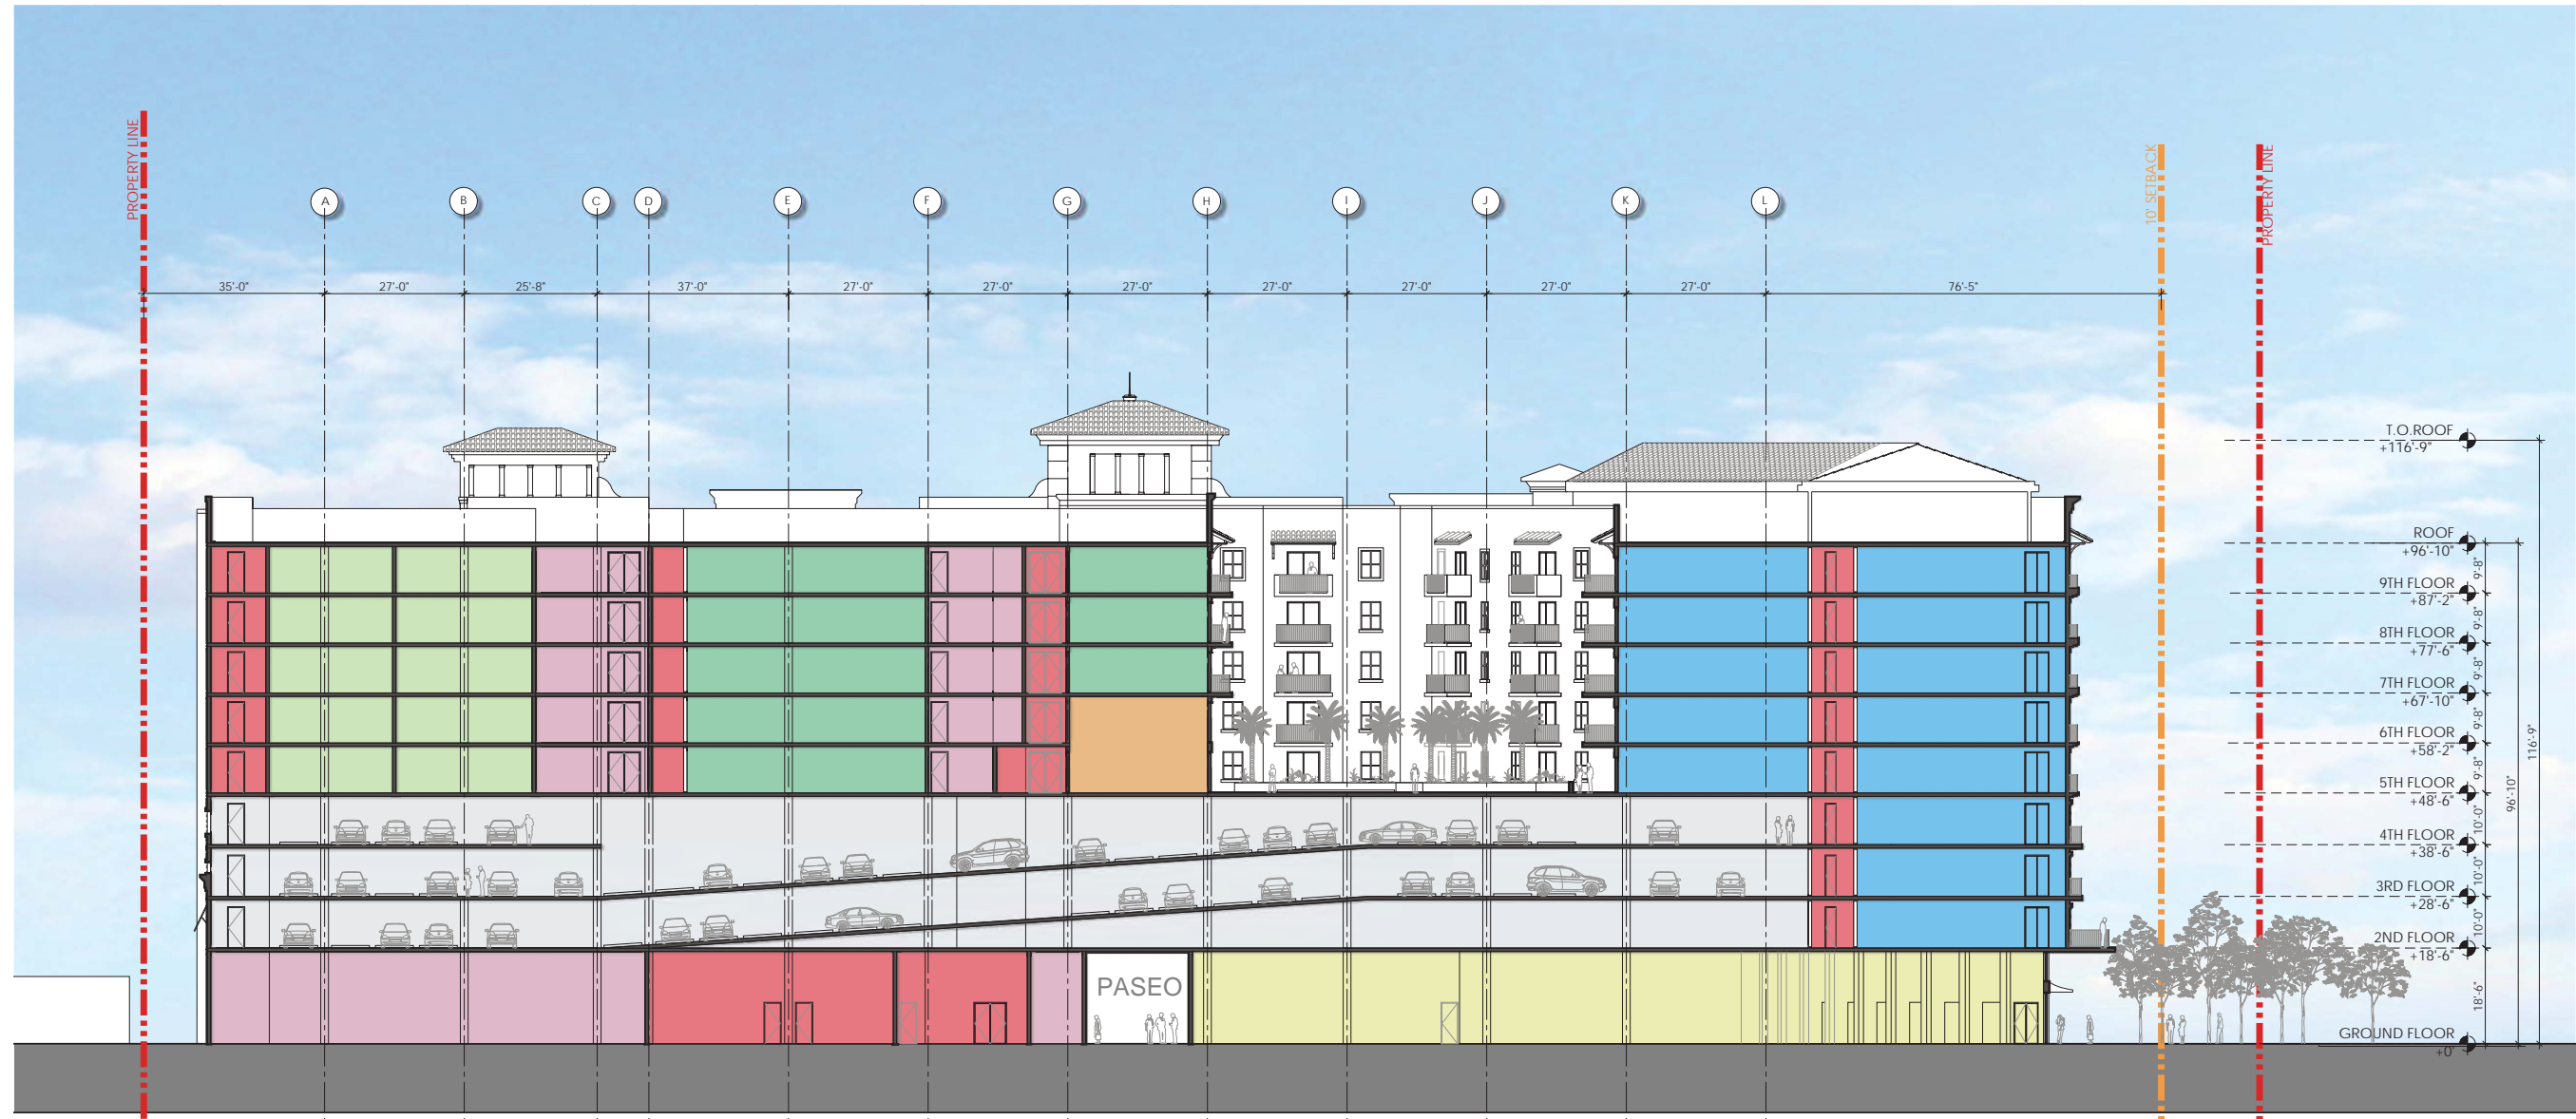 PROPERTY LINE
10' SETBACK
PROPERTY LINE
A
B
C
D
E
F
G
H
I
J
K
L
35'-0"
27'-0"
25'-8"
37'-0"
27'-0"
27'-0"
27'-0"
27'-0"
27'-0"
27'-0"
27'-0"
76'-5"
T.O.ROOF
+116'-9"
ROOF
+96'-10"
9'-8"
9TH FLOOR
+87'-2"
9'-8"
8TH FLOOR
+77'-6"
9'-8"
7TH FLOOR
+67'-10"
9'-8"
6TH FLOOR
+58'-2"
9'-8"
5TH FLOOR
+48'-6"
10'-0"
4TH FLOOR
+38'-6"
10'-0"
3RD FLOOR
+28'-6"
10'-0"
2ND FLOOR
+18'-6"
18'-6"
GROUND FLOOR
+0'
96'-10"
116'-9"
PASEO